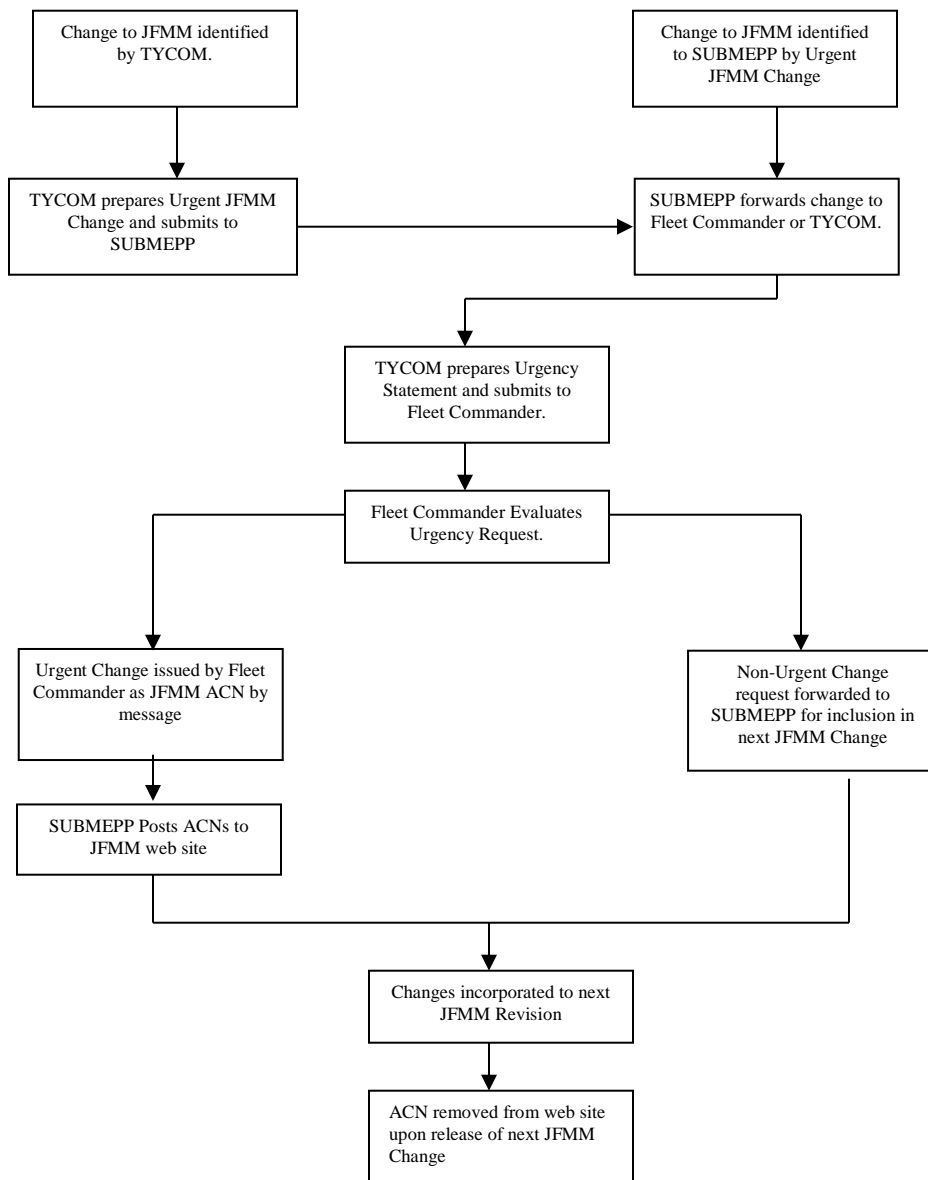 Change to JFMM identified
by TYCOM.
Change to JFMM identified
to SUBMEPP by Urgent
JFMM Change
TYCOM prepares Urgent JFMM
Change and submits to
SUBMEPP
SUBMEPP forwards change to
Fleet Commander or TYCOM.
TYCOM prepares Urgency
Statement and submits to
Fleet Commander.
Fleet Commander Evaluates
Urgency Request.
Urgent Change issued by Fleet
Commander as JFMM ACN by
message
Non-Urgent Change
request forwarded to
SUBMEPP for inclusion in
next JFMM Change
SUBMEPP Posts ACNs to
JFMM web site
Changes incorporated to next
JFMM Revision
ACN removed from web site
upon release of next JFMM
Change